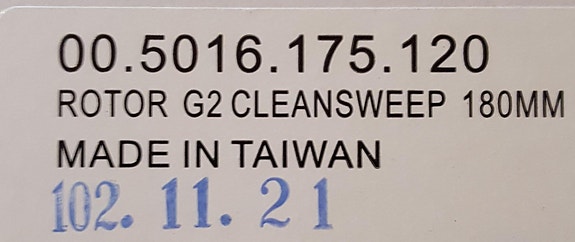 00.5016.175.120
ROTOR G2 CLEANSWEEP 180MM
MADE IN TAIWAN
102. 11. 21